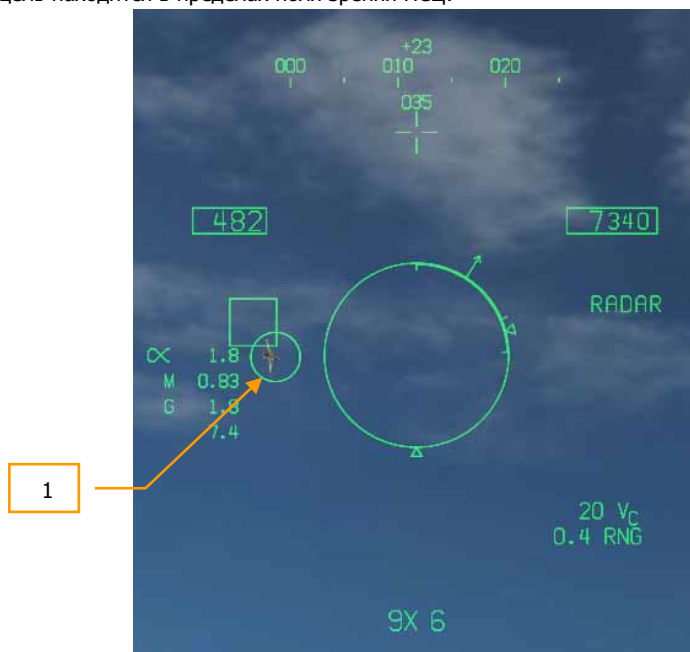 цель находится в пределах поля зрения НСЦ.
+23
000 010 020
035
482 7340
RADAR
α 1.8
M 0.83
G 1.8
7.4
1
20 Vc
0.4 RNG
9X 6